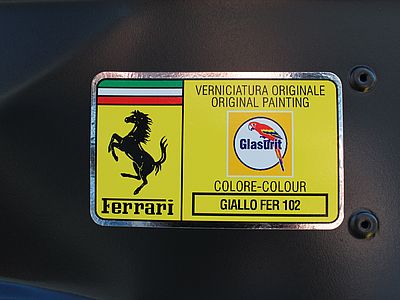 VERNICIATURA ORIGINALE
ORIGINAL PAINTING
Glasurit
COLORE-COLOUR
GIALLO FER 102
Ferrari